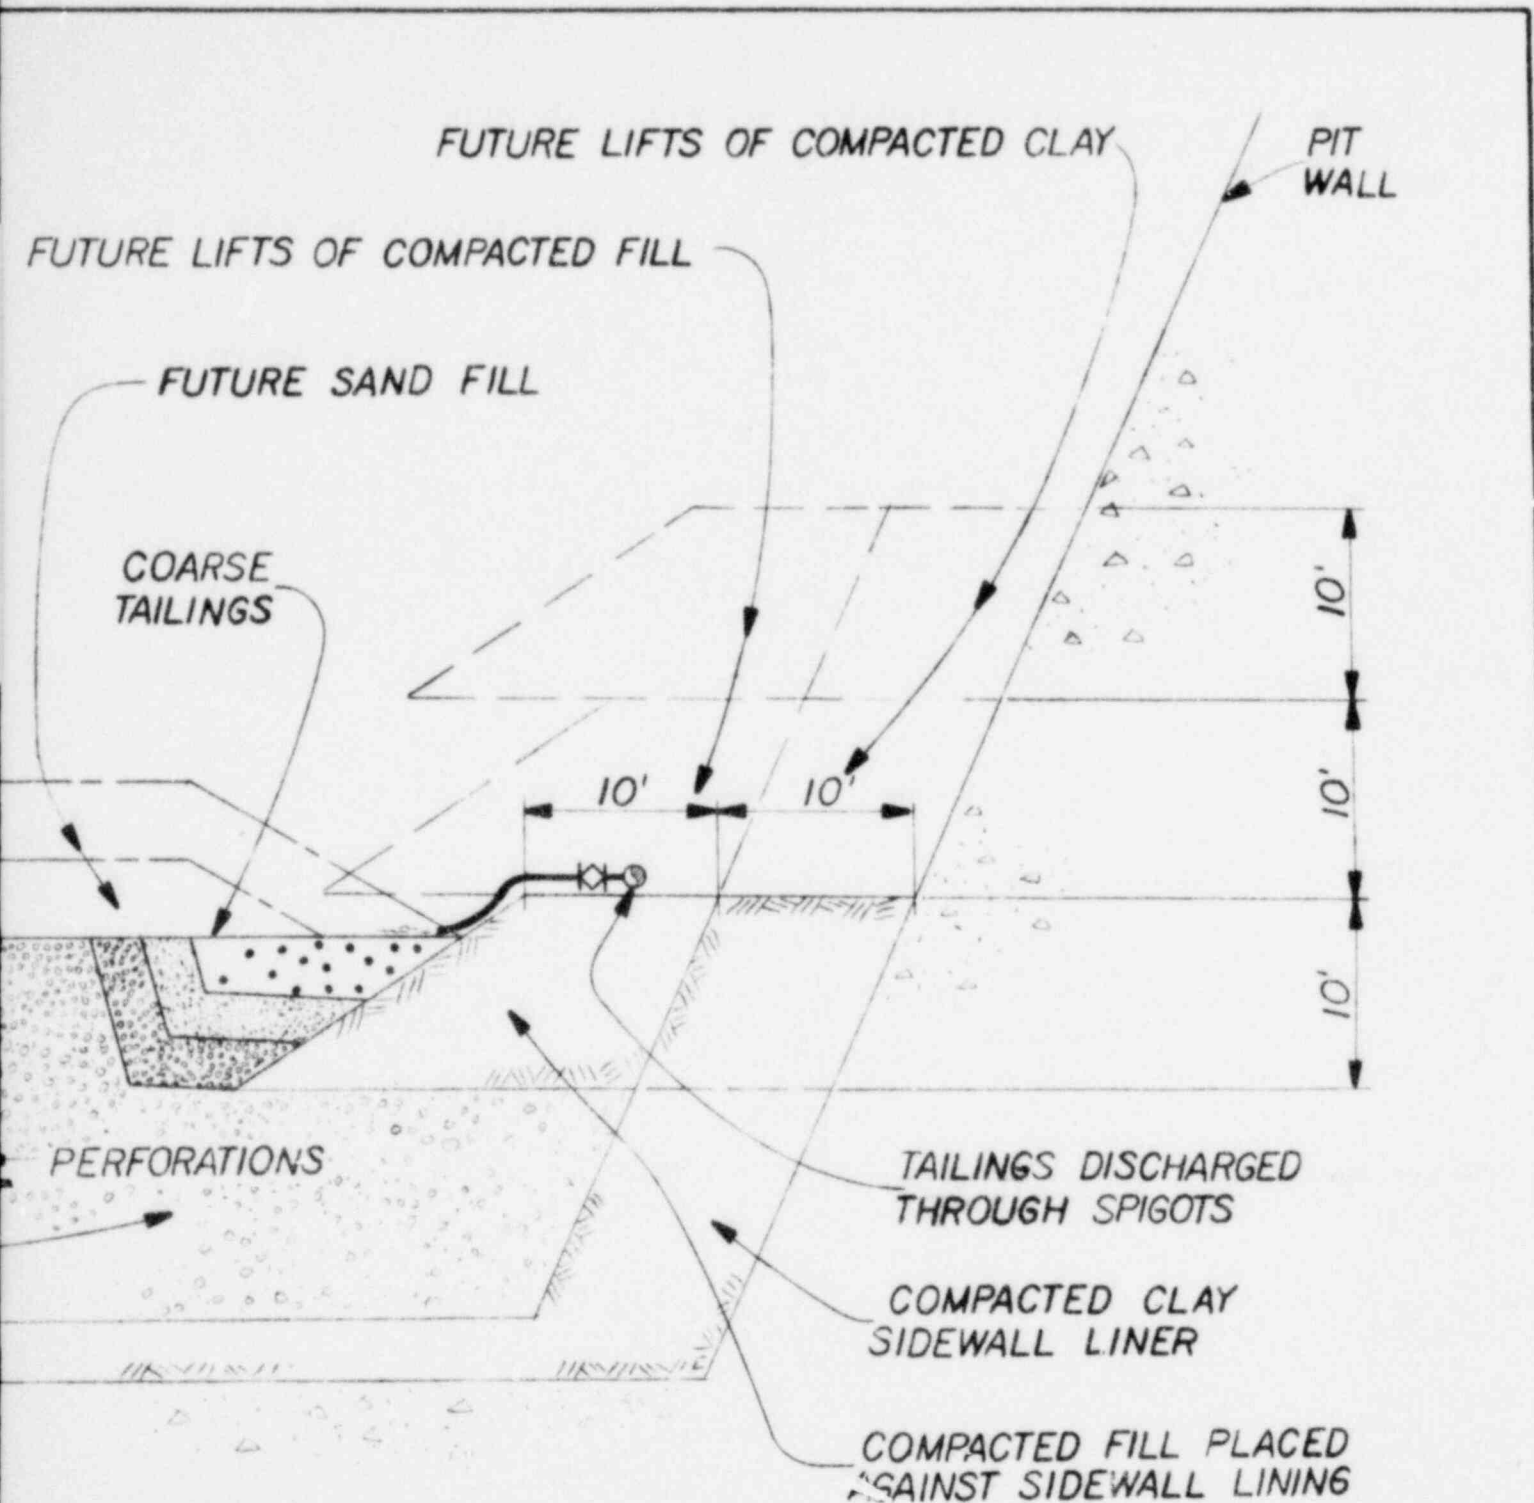 FUTURE LIFTS OF COMPACTED CLAY
PIT
WALL
FUTURE LIFTS OF COMPACTED FILL
FUTURE SAND FILL
COARSE
TAILINGS
10'
10'
10'
10'
10'
PERFORATIONS
TAILINGS DISCHARGED
THROUGH SPIGOTS
COMPACTED CLAY
SIDEWALL LINER
COMPACTED FILL PLACED
AGAINST SIDEWALL LINING